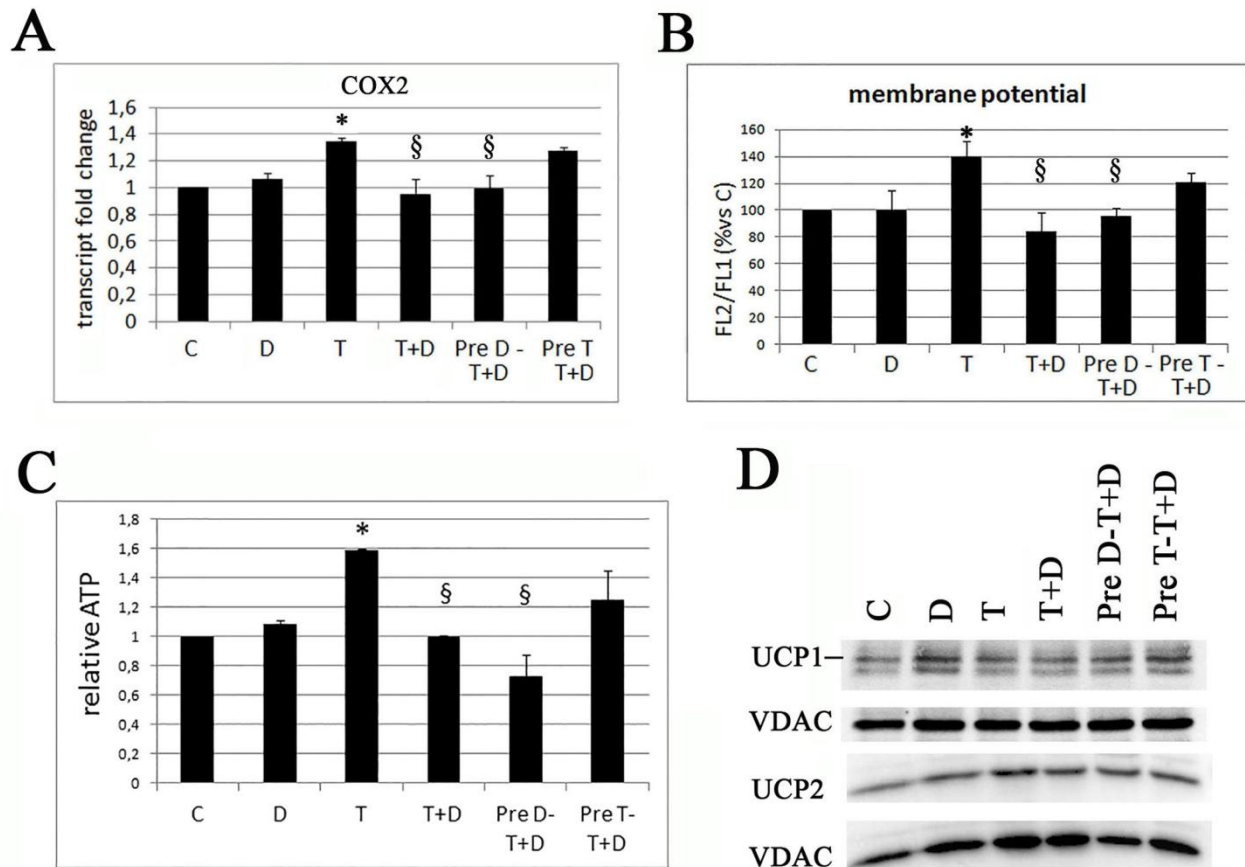 A
COX2
transcript fold change
1,6
1,4
1,2
1
0,8
0,6
0,4
0,2
0
*
§
§
C
D
T
T+D
Pre D -
T+D
Pre T
T+D
B
membrane potential
FL2/FL1 (%vs C)
160
140
120
100
80
60
40
20
0
*
§
§
C
D
T
T+D
Pre D -
T+D
Pre T -
T+D
C
relative ATP
1,8
1,6
1,4
1,2
1
0,8
0,6
0,4
0,2
0
*
§
§
C
D
T
T+D
Pre D-
T+D
Pre T-
T+D
D
C
D
T
T+D
Pre D-T+D
Pre T-T+D
UCP1
VDAC
UCP2
VDAC